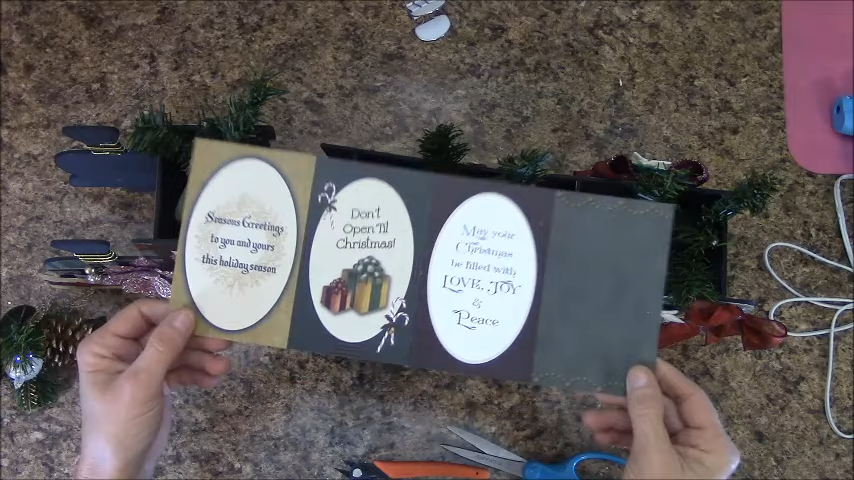 Seasons Greetings
to you and yours
this holiday season
Don't
Open 'Til
Christmas!
May your
Christmas
be filled with
LOVE, JOY
&
Peace